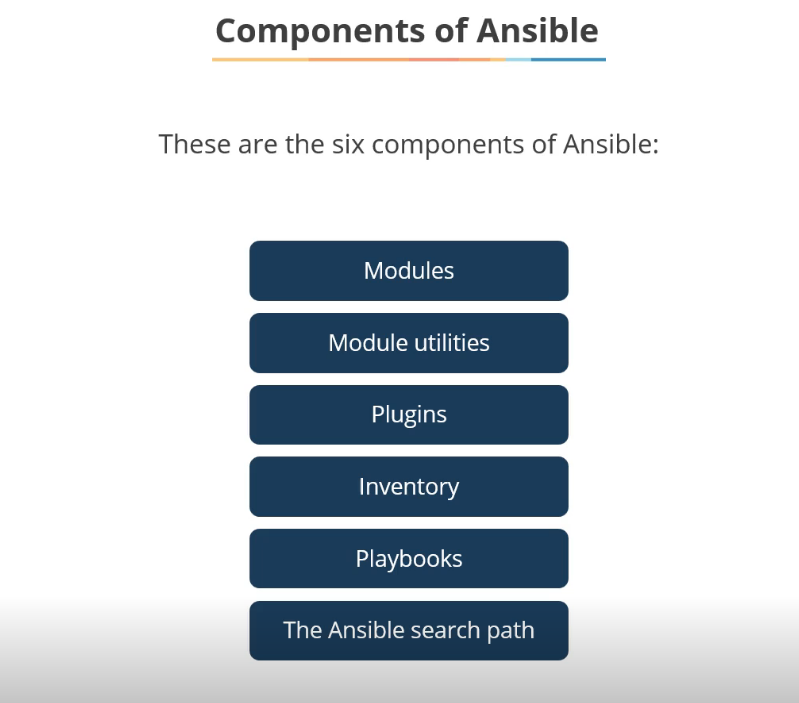 Components of Ansible
These are the six components of Ansible:
Modules
Module utilities
Plugins
Inventory
Playbooks
The Ansible search path